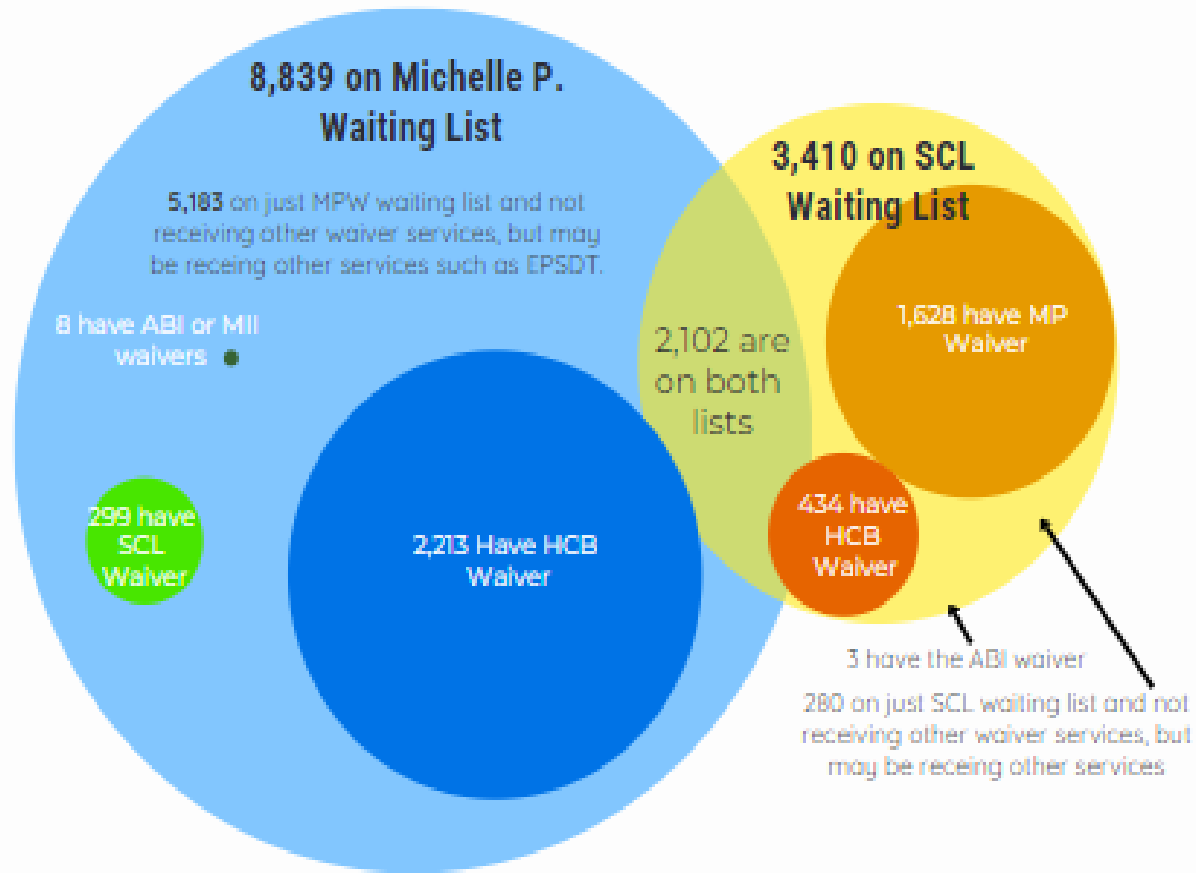 8,839 on Michelle P.
Waiting List
5,183 on just MPW waiting list and not
receiving other waiver services, but may
be receing other services such as EPSDT.
8 have ABI or MII
waivers
299 have
SCL
Waiver
2,213 Have HCB
Waiver
2,102 are
on both
lists
3,410 on SCL
Waiting List
1,628 have MP
Waiver
434 have
HCB
Waiver
3 have the ABI waiver
280 on just SCL waiting list and not
receiving other waiver services, but
may be receing other services